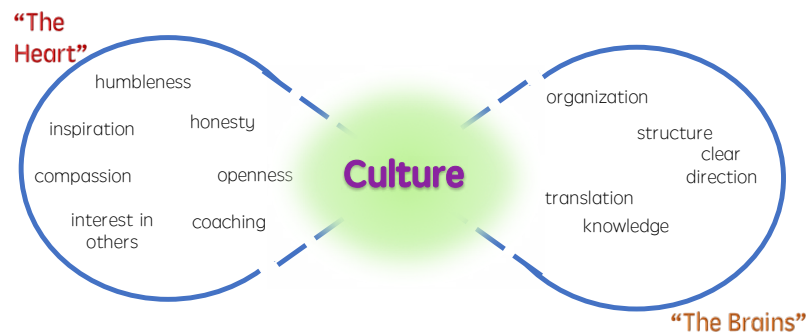 “The
Heart”
humbleness
inspiration
honesty
compassion
openness
interest in
others
coaching
Culture
organization
structure
clear
direction
translation
knowledge
“The Brains”